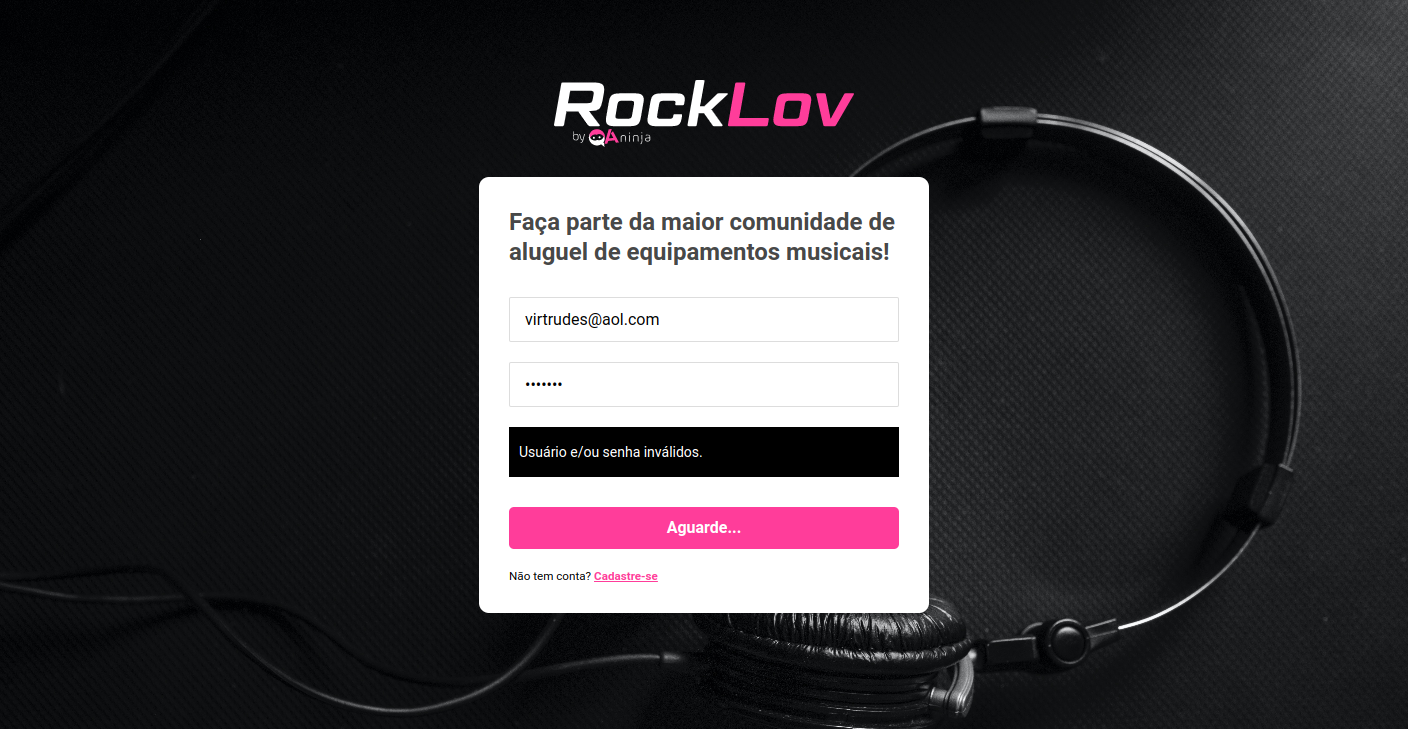 RockLov
by QAninja
Faça parte da maior comunidade de
aluguel de equipamentos musicais!
virtrudes@aol.com
•••••••
Usuário e/ou senha inválidos.
Aguarde...
Não tem conta? Cadastre-se